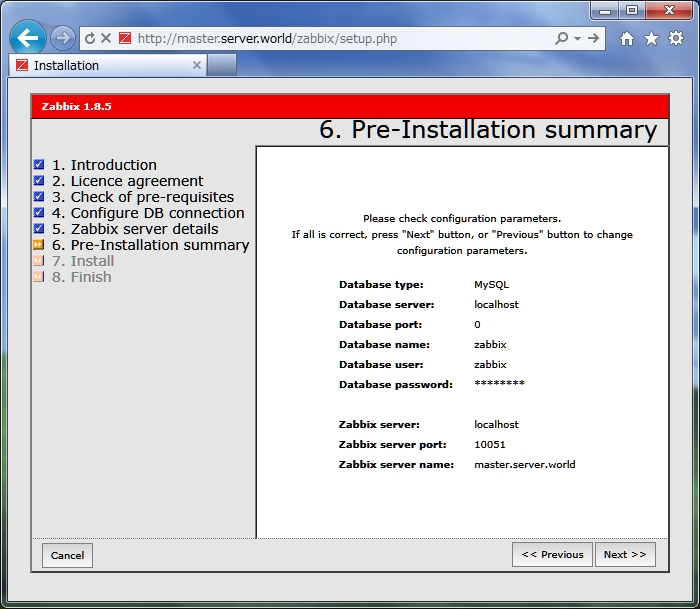 http://master.server.world/zabbix/setup.php
Installation
Zabbix 1.8.5
6. Pre-Installation summary
1. Introduction
2. Licence agreement
3. Check of pre-requisites
4. Configure DB connection
5. Zabbix server details
6. Pre-Installation summary
7. Install
8. Finish
Please check configuration parameters.
If all is correct, press "Next" button, or "Previous" button to change
configuration parameters.
Database type: MySQL
Database server: localhost
Database port: 0
Database name: zabbix
Database user: zabbix
Database password: ********
Zabbix server: localhost
Zabbix server port: 10051
Zabbix server name: master.server.world
Cancel
<< Previous
Next >>